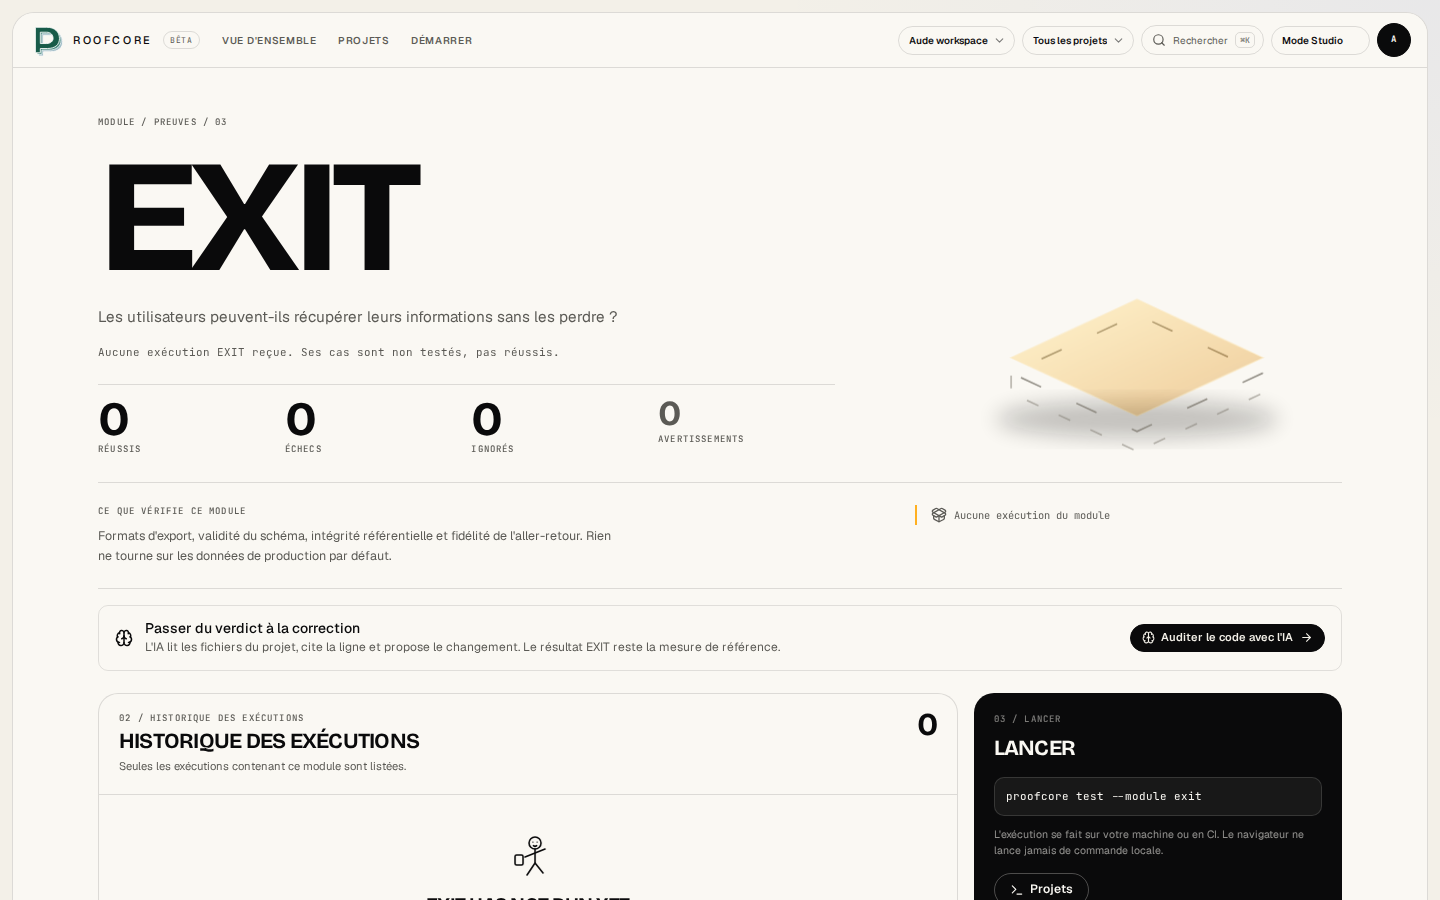 ROOFCORE
BÊTA
VUE D'ENSEMBLE
PROJETS
DÉMARRER
Aude workspace
Tous les projets
Rechercher
⌘K
Mode Studio
A
MODULE / PREUVES / 03
EXIT
Les utilisateurs peuvent-ils récupérer leurs informations sans les perdre ?
Aucune exécution EXIT reçue. Ses cas sont non testés, pas réussis.
0
RÉUSSIS
0
ÉCHECS
0
IGNORÉS
0
AVERTISSEMENTS
CE QUE VÉRIFIE CE MODULE
Formats d'export, validité du schéma, intégrité référentielle et fidélité de l'aller-retour. Rien
ne tourne sur les données de production par défaut.
Aucune exécution du module
Passer du verdict à la correction
L'IA lit les fichiers du projet, cite la ligne et propose le changement. Le résultat EXIT reste la mesure de référence.
Auditer le code avec l'IA
02 / HISTORIQUE DES EXÉCUTIONS
HISTORIQUE DES EXÉCUTIONS
Seules les exécutions contenant ce module sont listées.
0
03 / LANCER
LANCER
proofcore test --module exit
L'exécution se fait sur votre machine ou en CI. Le navigateur ne
lance jamais de commande locale.
Projets
EXIT HAS NOT RUN YET